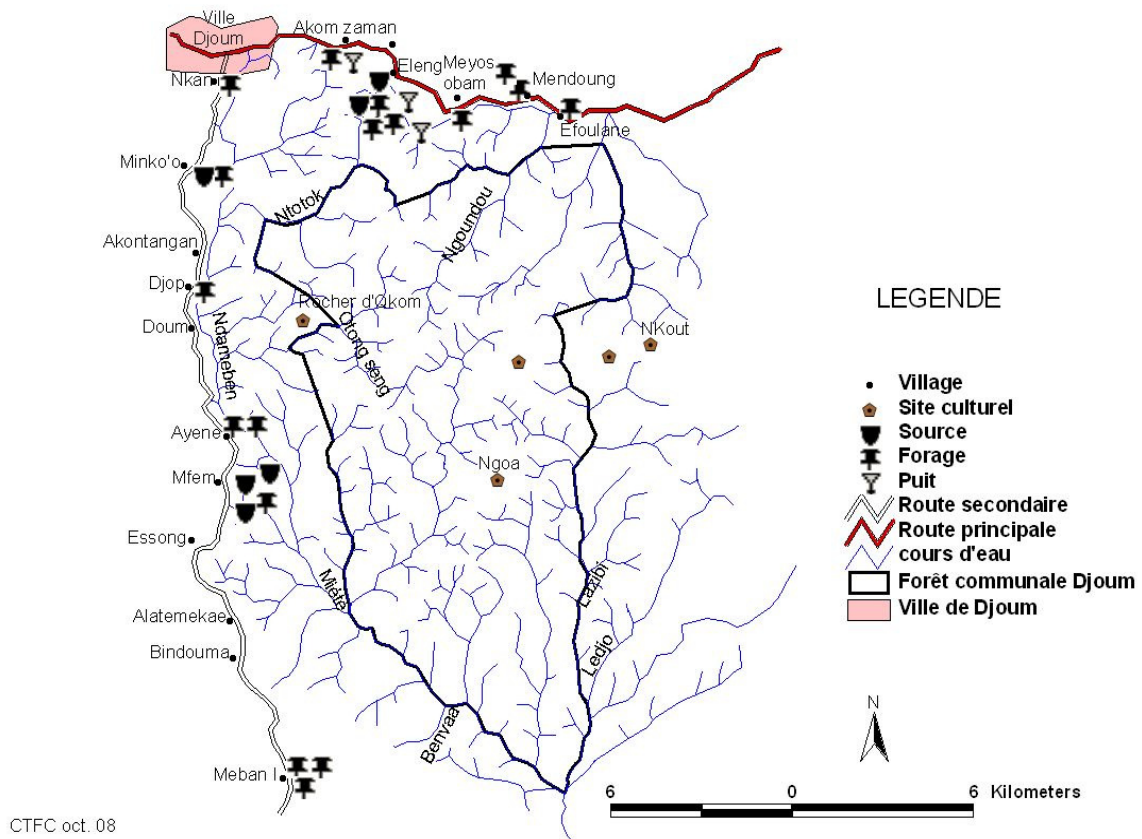 Ville
Djoum
Akom zaman
Nkan
Eleng
Meyos
obam
Mendoung
Efoulane
Minko'o
Ntotok
Ngoundou
Akontangan
Djop
Rocher d'Okom
Doum
Ndameben
Otong seng
NKout
Ayene
Mfem
Ngoa
Essong
Miété
Lazibi
Alatemekae
Ledjo
Bindouma
Benvaa
Meban I
LEGENDE
Village
Site culturel
Source
Forage
Puit
Route secondaire
Route principale
cours d'eau
Forêt communale Djoum
Ville de Djoum
N
6 0 6 Kilometers
CTFC oct. 08